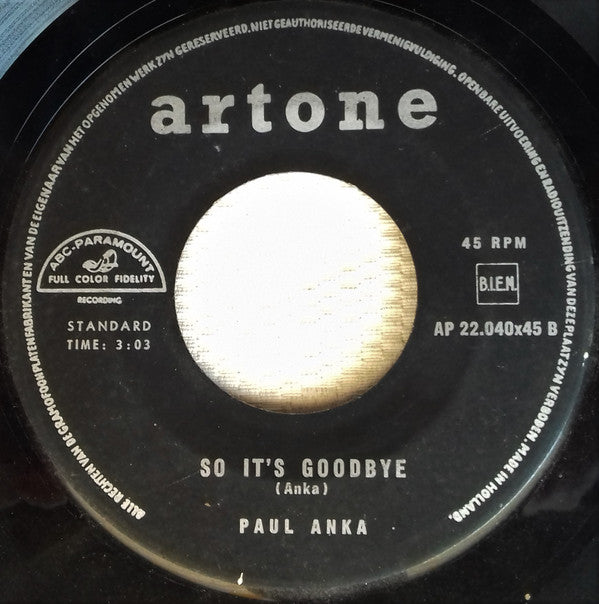 ALLE RECHTEN VAN DE GRAMOFOONPLATENFABRIKANT EN VAN DE EIGENAAR VAN HET OPGENOMEN WERK ZYN GERESERVEERD. NIET GEAUTHORISEERDE VERMENIGVULDIGING, OPENBARE UITVOERING EN RADIOUITZENDING VAN DEZE PLAAT ZYN VERBODEN. MADE IN HOLLAND.
artone
ABC-PARAMOUNT
FULL COLOR FIDELITY
RECORDING
STANDARD
TIME: 3:03
45 RPM
B.I.E.M.
AP 22.040x45 B
SO IT'S GOODBYE
(Anka)
PAUL ANKA